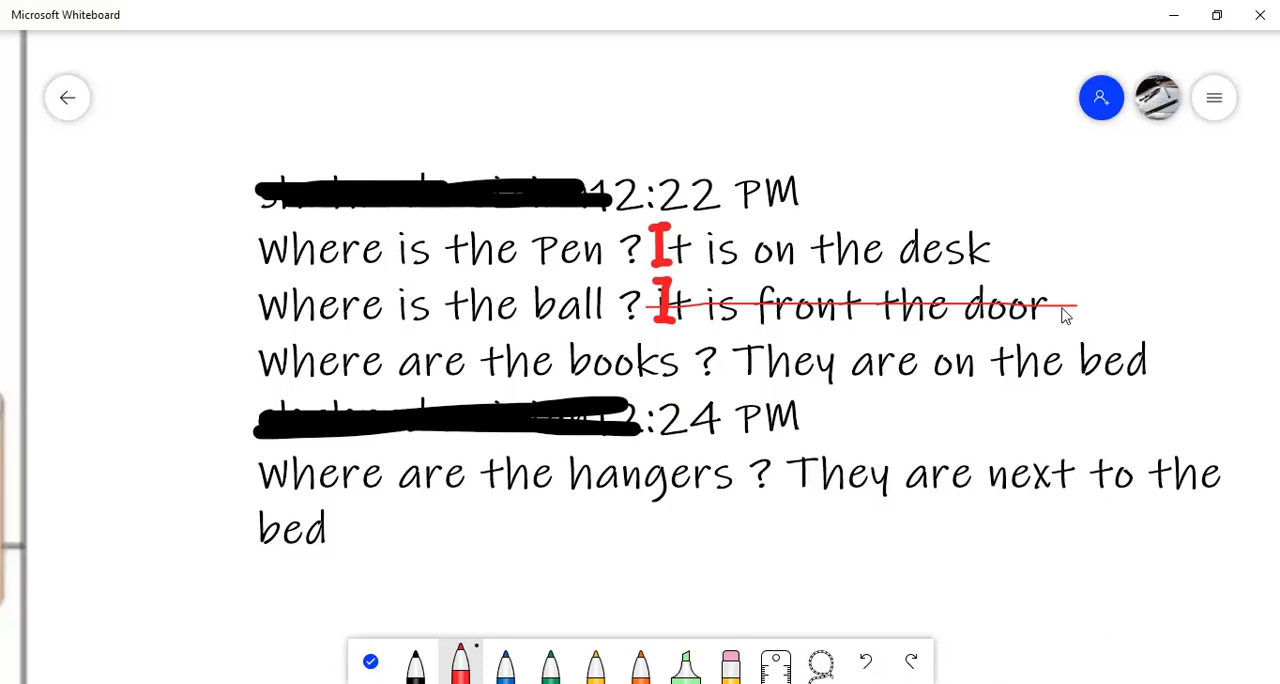 Microsoft Whiteboard
12:22 PM
Where is the Pen ? It is on the desk
Where is the ball ? It is front the door
Where are the books ? They are on the bed
:24 PM
Where are the hangers ? They are next to the
bed